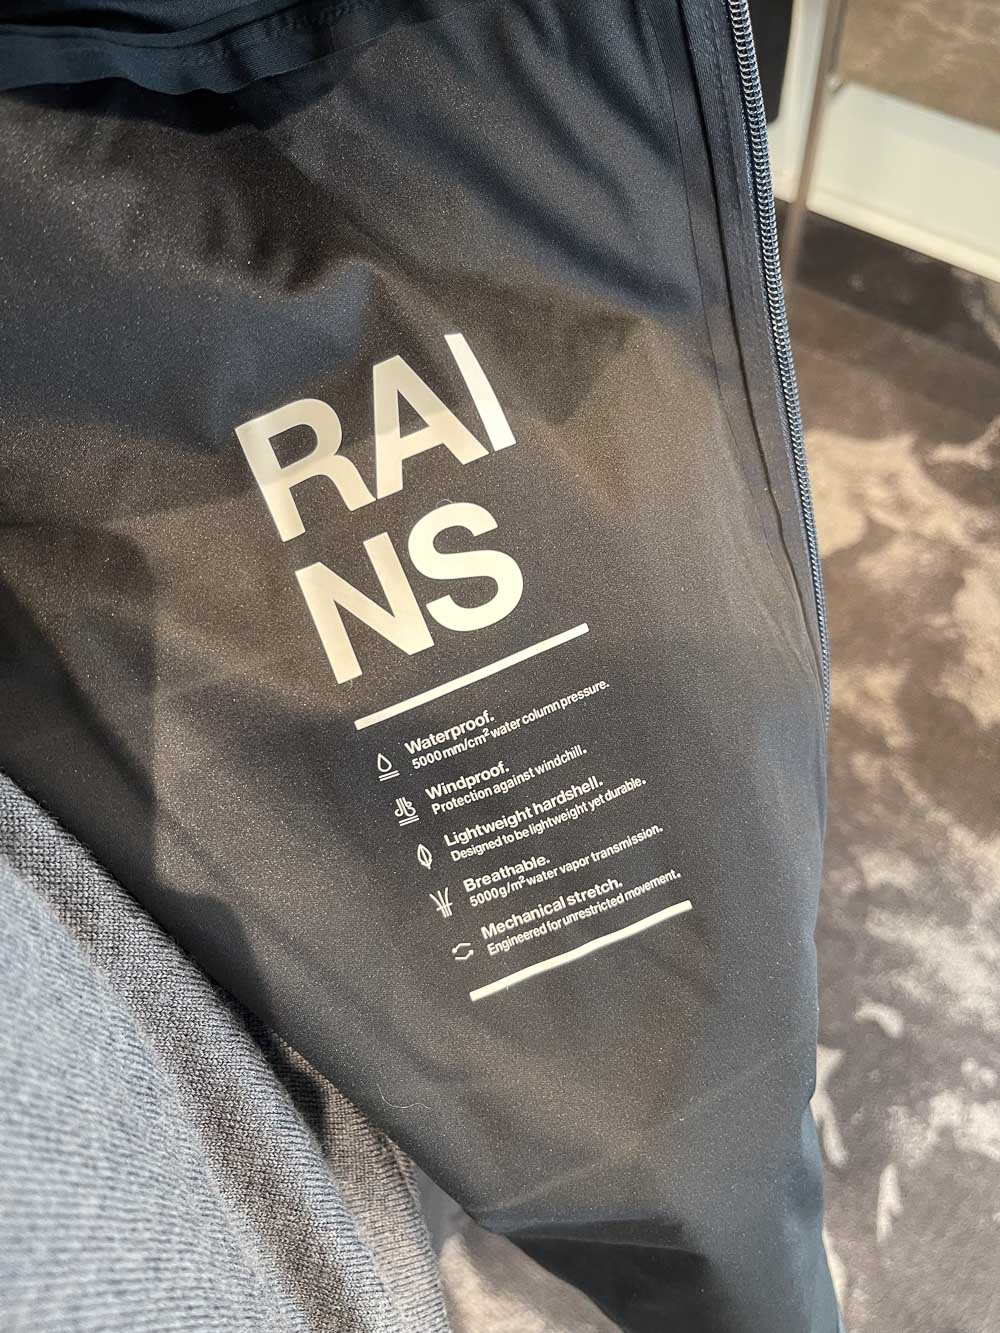 RAI
NS
Waterproof.
5000 mm/cm² water column pressure.
Windproof.
Protection against windchill.
Lightweight hardshell.
Designed to be lightweight yet durable.
Breathable.
5000 g/m² water vapor transmission.
Mechanical stretch.
Engineered for unrestricted movement.